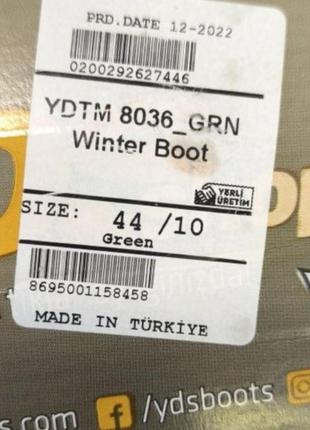 PRD.DATE 12-2022
0200292627446
YDTM 8036_GRN
Winter Boot
YERLİ
ÜRETİM
SIZE: 44 /10
Green
8695001158458
MADE IN TÜRKİYE
s.com f /ydsboots